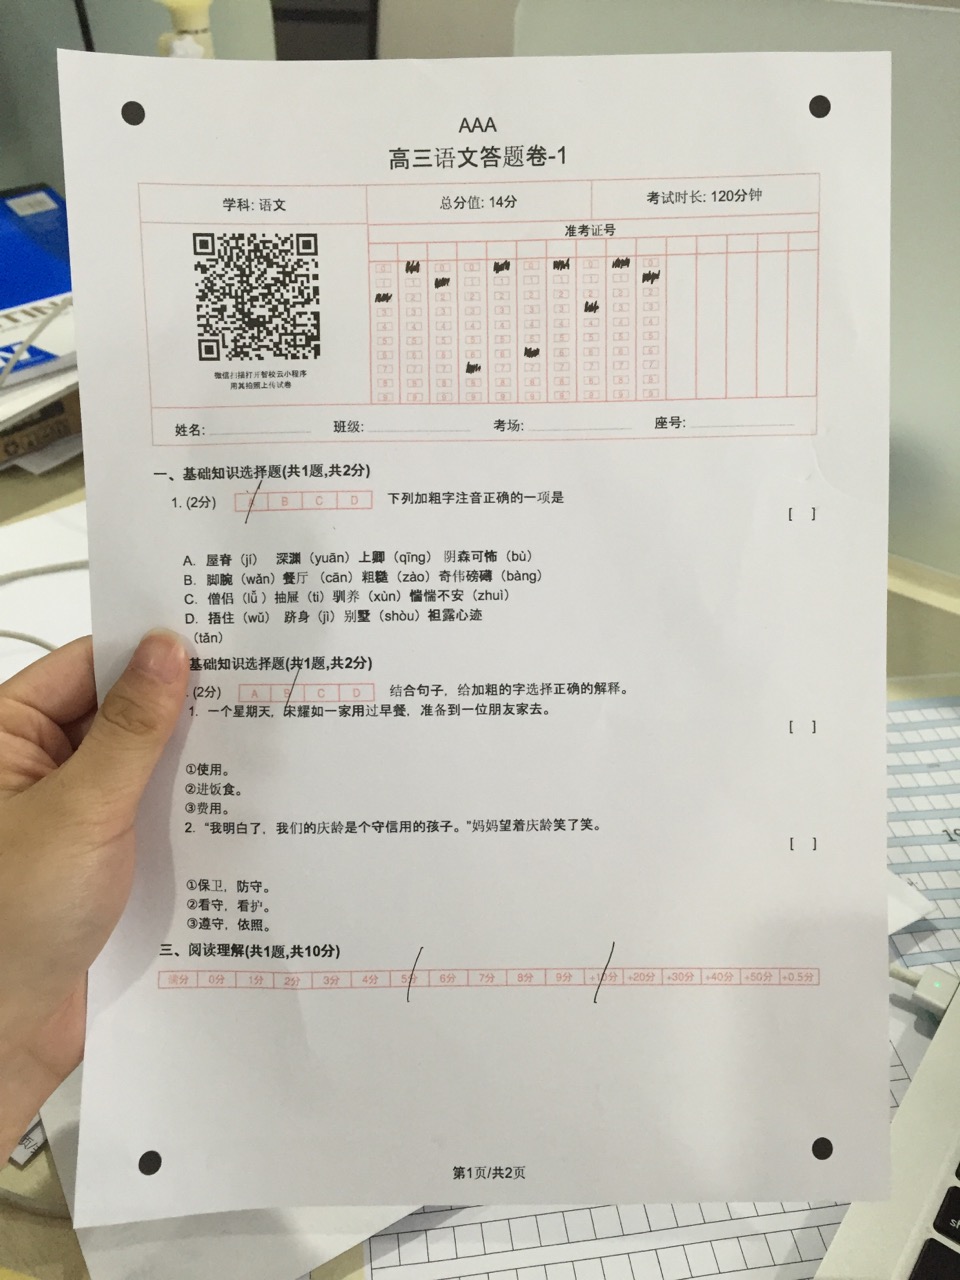 AAA
高三语文答题卷-1
学科: 语文
总分值: 14分
考试时长: 120分钟
准考证号
微信扫描打开智校云小程序
用其拍照上传试卷
姓名:
班级:
考场:
座号:
一、基础知识选择题(共1题,共2分)
1. (2分) A B C D 下列加粗字注音正确的一项是
[ ]
A. 屋脊（jí） 深渊（yuān）上卿（qīng） 阴森可怖（bù）
B. 脚腕（wǎn）餐厅（cān）粗糙（zào）奇伟磅礴（bàng）
C. 僧侣（lǚ）抽屉（ti）驯养（xùn）惴惴不安（zhuì）
D. 捂住（wǔ） 跻身（jì）别墅（shòu）袒露心迹
（tǎn）
基础知识选择题(共1题,共2分)
. (2分) A B C D 结合句子，给加粗的字选择正确的解释。
1. 一个星期天，宋耀如一家用过早餐，准备到一位朋友家去。
[ ]
①使用。
②进饭食。
③费用。
2. “我明白了，我们的庆龄是个守信用的孩子。”妈妈望着庆龄笑了笑。
[ ]
①保卫，防守。
②看守，看护。
③遵守，依照。
三、阅读理解(共1题,共10分)
满分 0分 1分 2分 3分 4分 5分 6分 7分 8分 9分 +10分 +20分 +30分 +40分 +50分 +0.5分
第1页/共2页